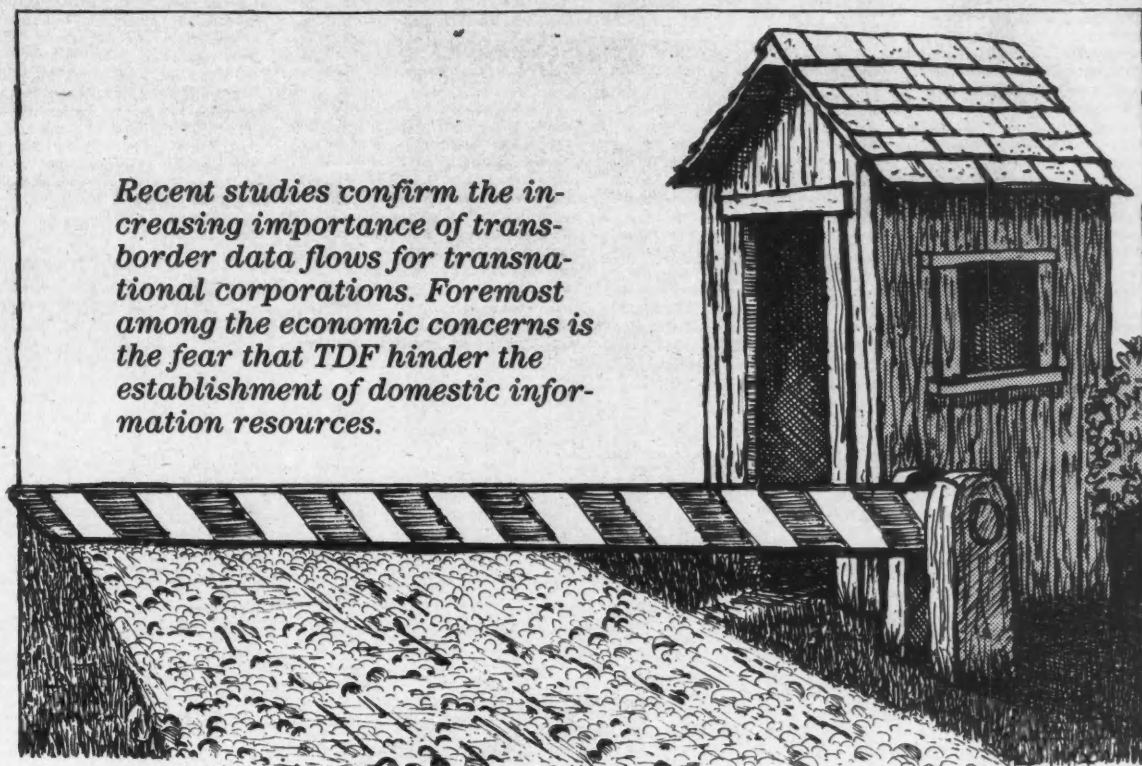 Recent studies confirm the in-
creasing importance of trans-
border data flows for transna-
tional corporations. Foremost
among the economic concerns is
the fear that TDF hinder the
establishment of domestic infor-
mation resources.